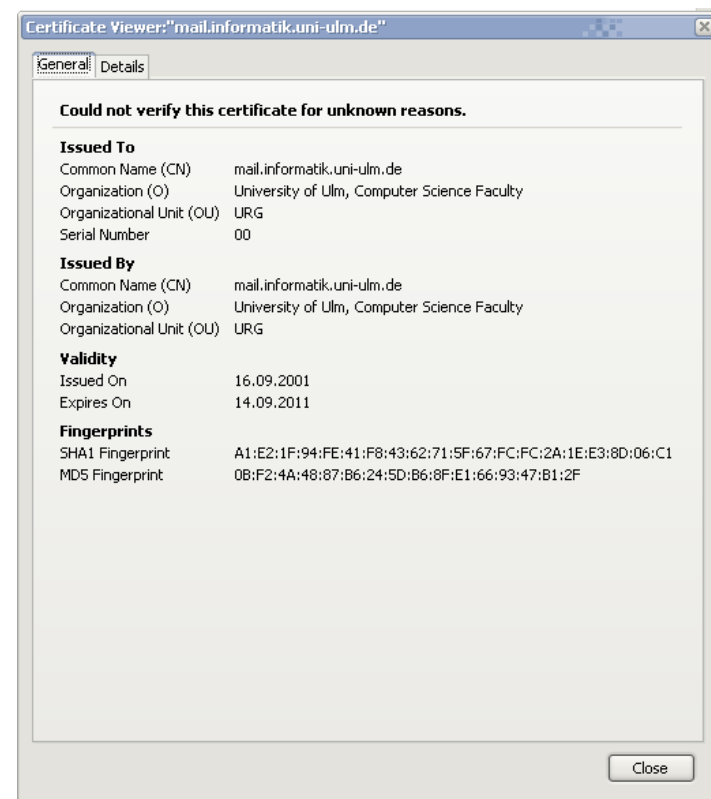 Certificate Viewer:"mail.informatik.uni-ulm.de"
General Details
Could not verify this certificate for unknown reasons.
Issued To
Common Name (CN) mail.informatik.uni-ulm.de
Organization (O) University of Ulm, Computer Science Faculty
Organizational Unit (OU) URG
Serial Number 00
Issued By
Common Name (CN) mail.informatik.uni-ulm.de
Organization (O) University of Ulm, Computer Science Faculty
Organizational Unit (OU) URG
Validity
Issued On 16.09.2001
Expires On 14.09.2011
Fingerprints
SHA1 Fingerprint A1:E2:1F:94:FE:41:F8:43:62:71:5F:67:FC:FC:2A:1E:E3:8D:06:C1
MD5 Fingerprint 0B:F2:4A:48:87:B6:24:5D:B6:8F:E1:66:93:47:B1:2F
Close